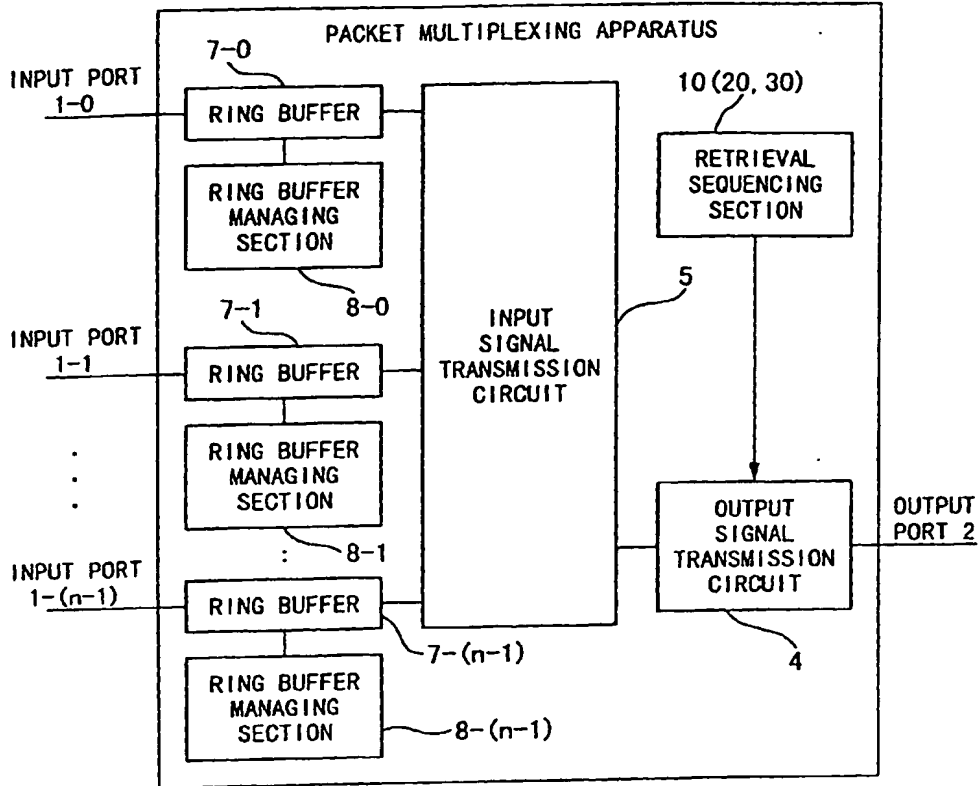 PACKET MULTIPLEXING APPARATUS
INPUT PORT
1-0
7-0
RING BUFFER
RING BUFFER
MANAGING
SECTION
8-0
10(20, 30)
RETRIEVAL
SEQUENCING
SECTION
5
INPUT
SIGNAL
TRANSMISSION
CIRCUIT
INPUT PORT
1-1
7-1
RING BUFFER
RING BUFFER
MANAGING
SECTION
8-1
OUTPUT
SIGNAL
TRANSMISSION
CIRCUIT
4
OUTPUT
PORT 2
INPUT PORT
1-(n-1)
RING BUFFER
7-(n-1)
RING BUFFER
MANAGING
SECTION
8-(n-1)